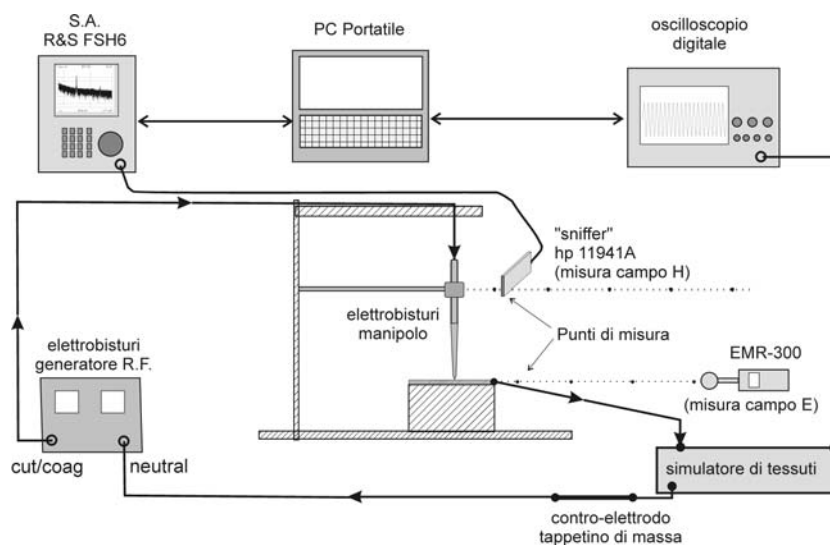 S.A.
R&S FSH6
PC Portatile
oscilloscopio
digitale
"sniffer"
hp 11941A
(misura campo H)
elettrobisturi
manipolo
Punti di misura
elettrobisturi
generatore R.F.
EMR-300
(misura campo E)
cut/coag
neutral
simulatore di tessuti
contro-elettrodo
tappetino di massa